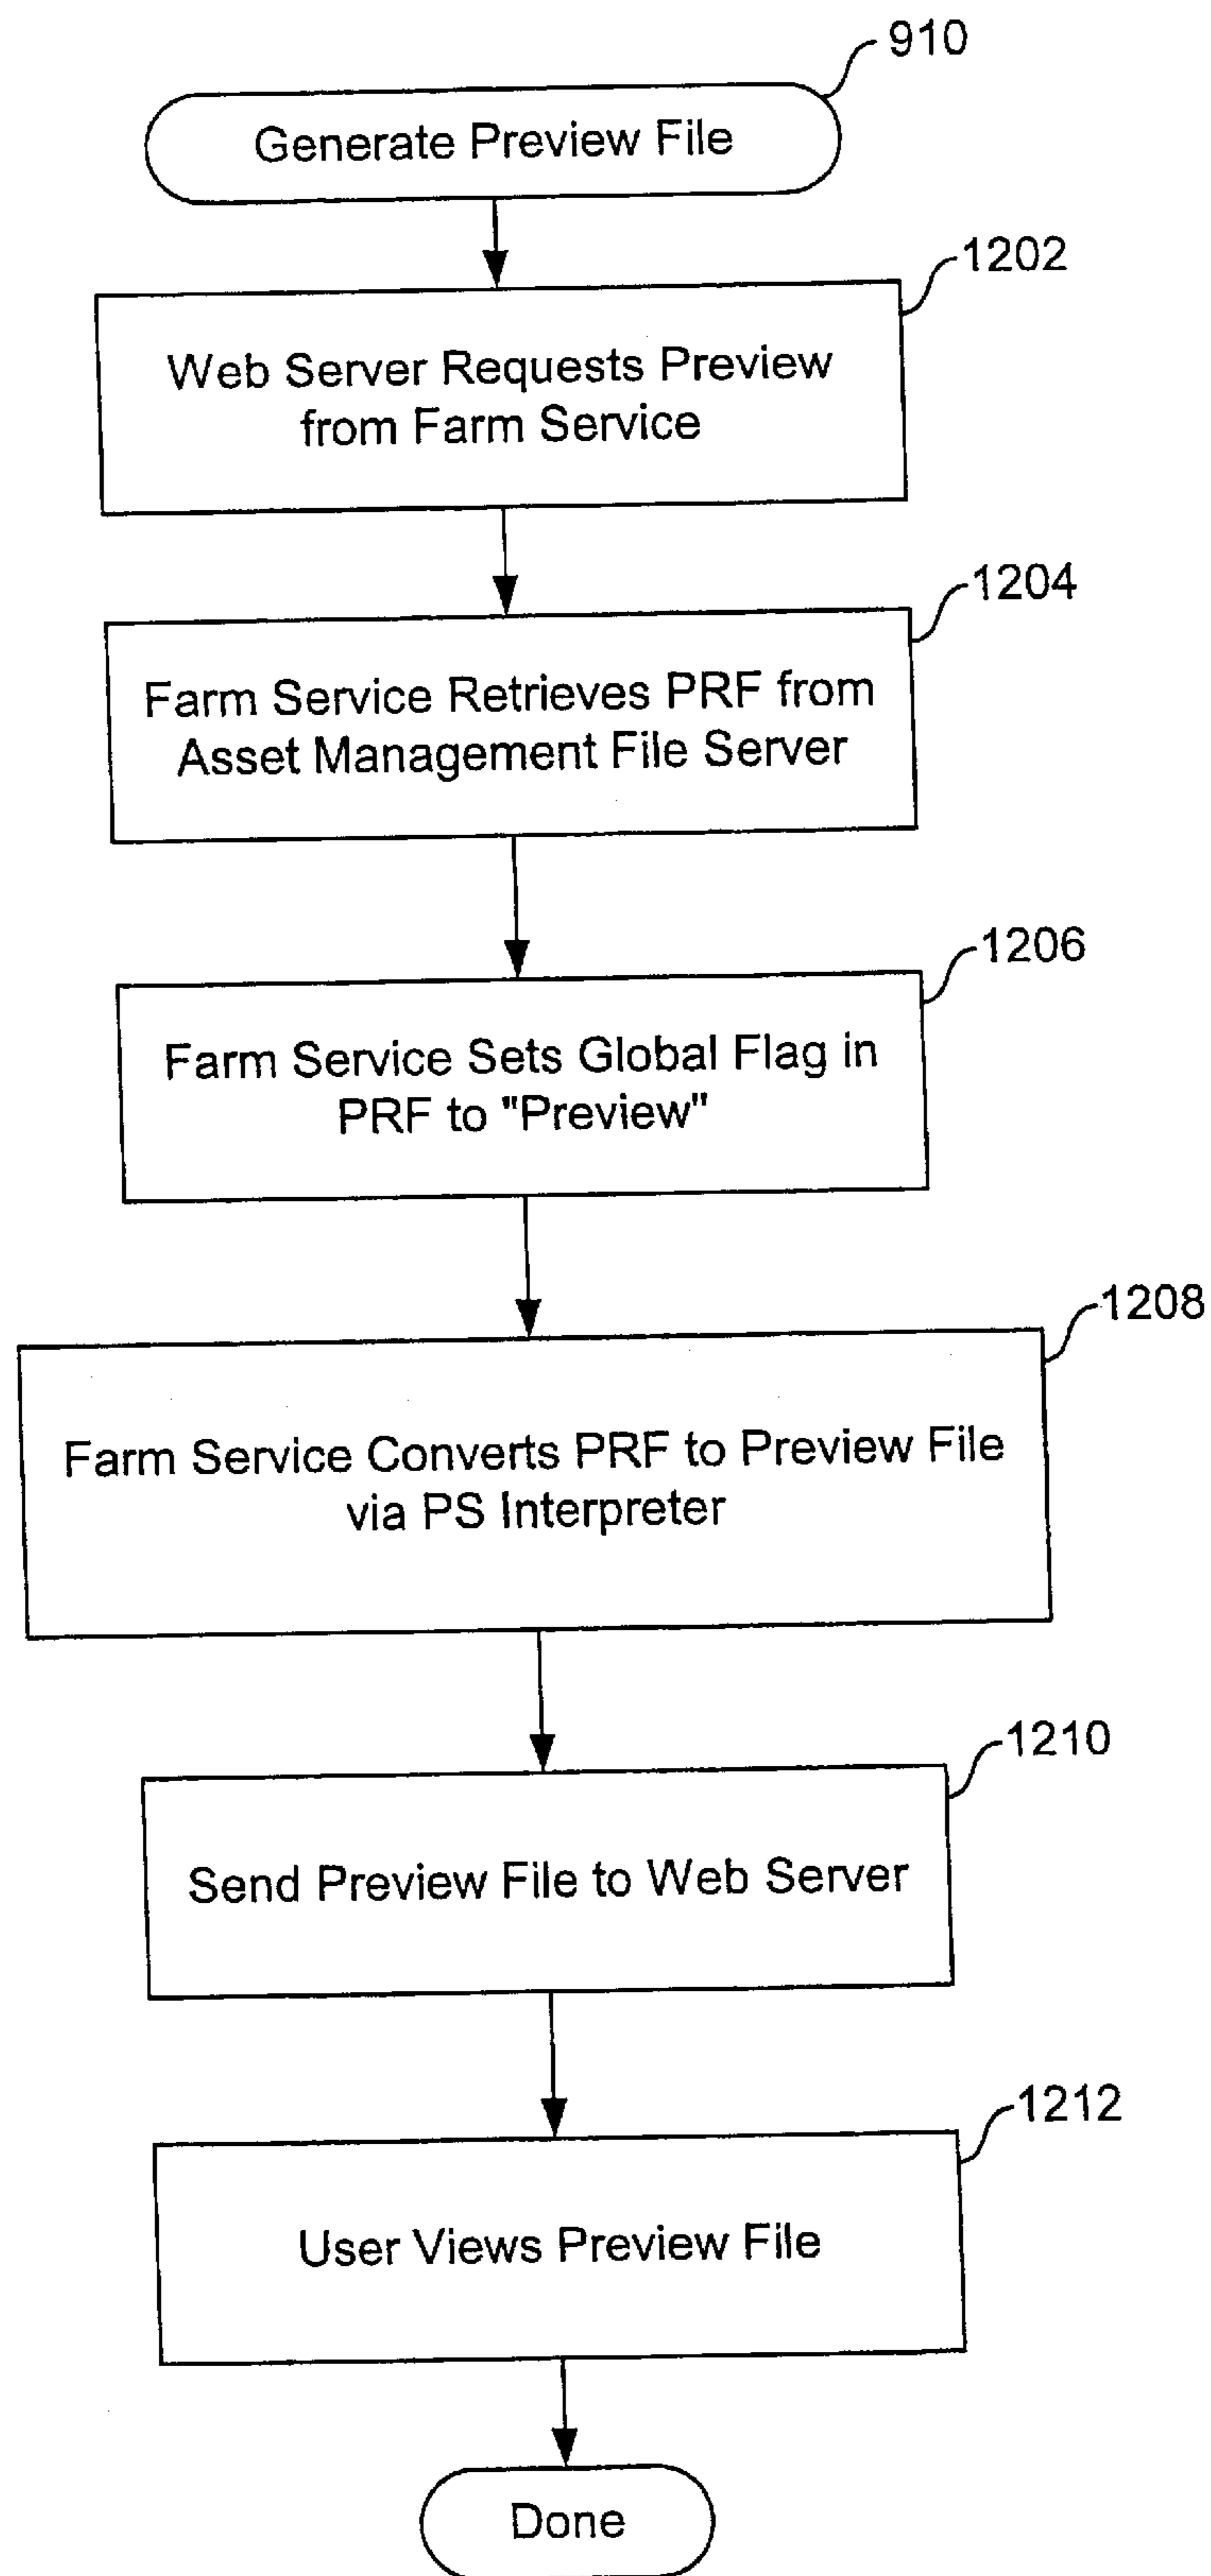 910
Generate Preview File
1202
Web Server Requests Preview
from Farm Service
1204
Farm Service Retrieves PRF from
Asset Management File Server
1206
Farm Service Sets Global Flag in
PRF to "Preview"
1208
Farm Service Converts PRF to Preview File
via PS Interpreter
1210
Send Preview File to Web Server
1212
User Views Preview File
Done